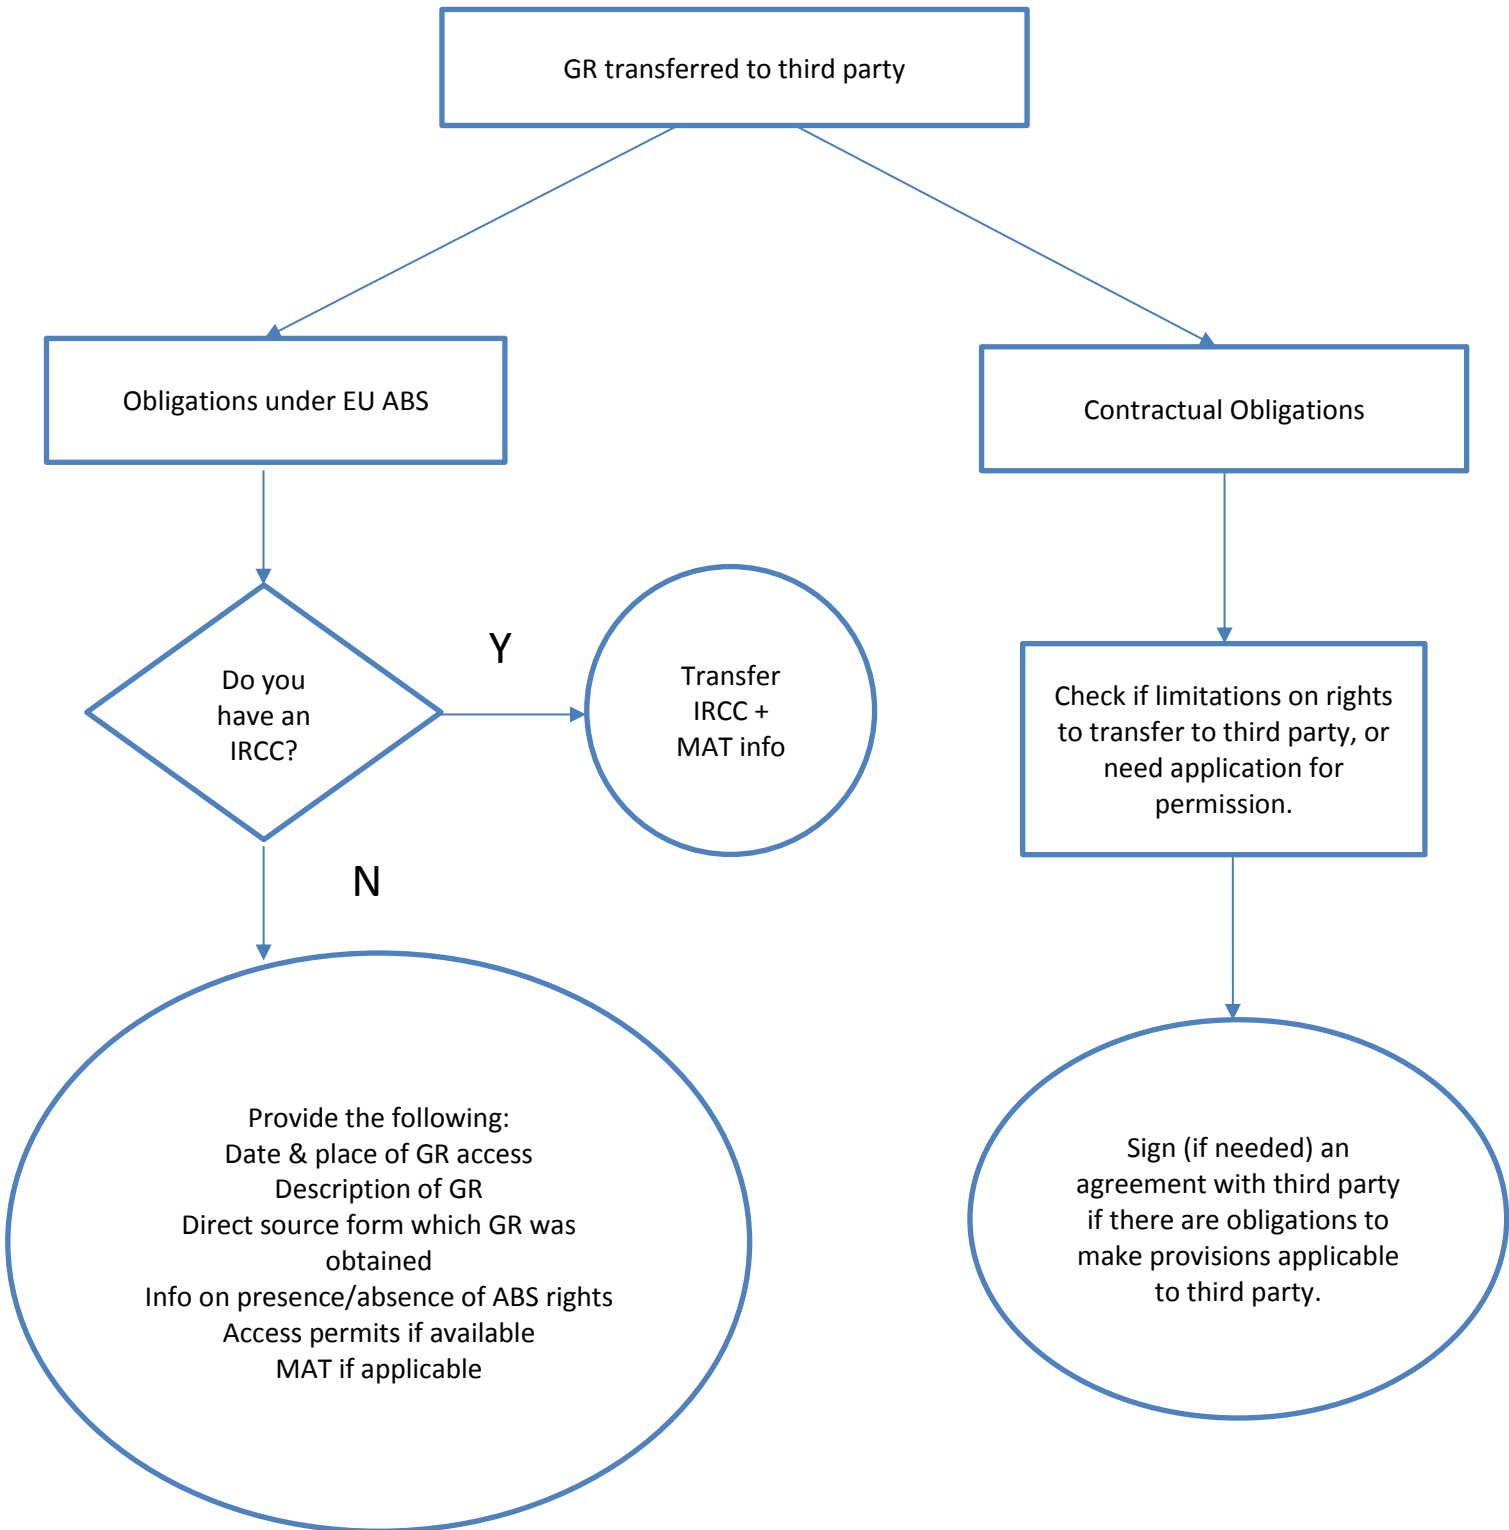 GR transferred to third party
Obligations under EU ABS
Contractual Obligations
Do you
have an
IRCC?
Y
Transfer
IRCC +
MAT info
N
Check if limitations on rights
to transfer to third party, or
need application for
permission.
Provide the following:
Date & place of GR access
Description of GR
Direct source form which GR was
obtained
Info on presence/absence of ABS rights
Access permits if available
MAT if applicable
Sign (if needed) an
agreement with third party
if there are obligations to
make provisions applicable
to third party.